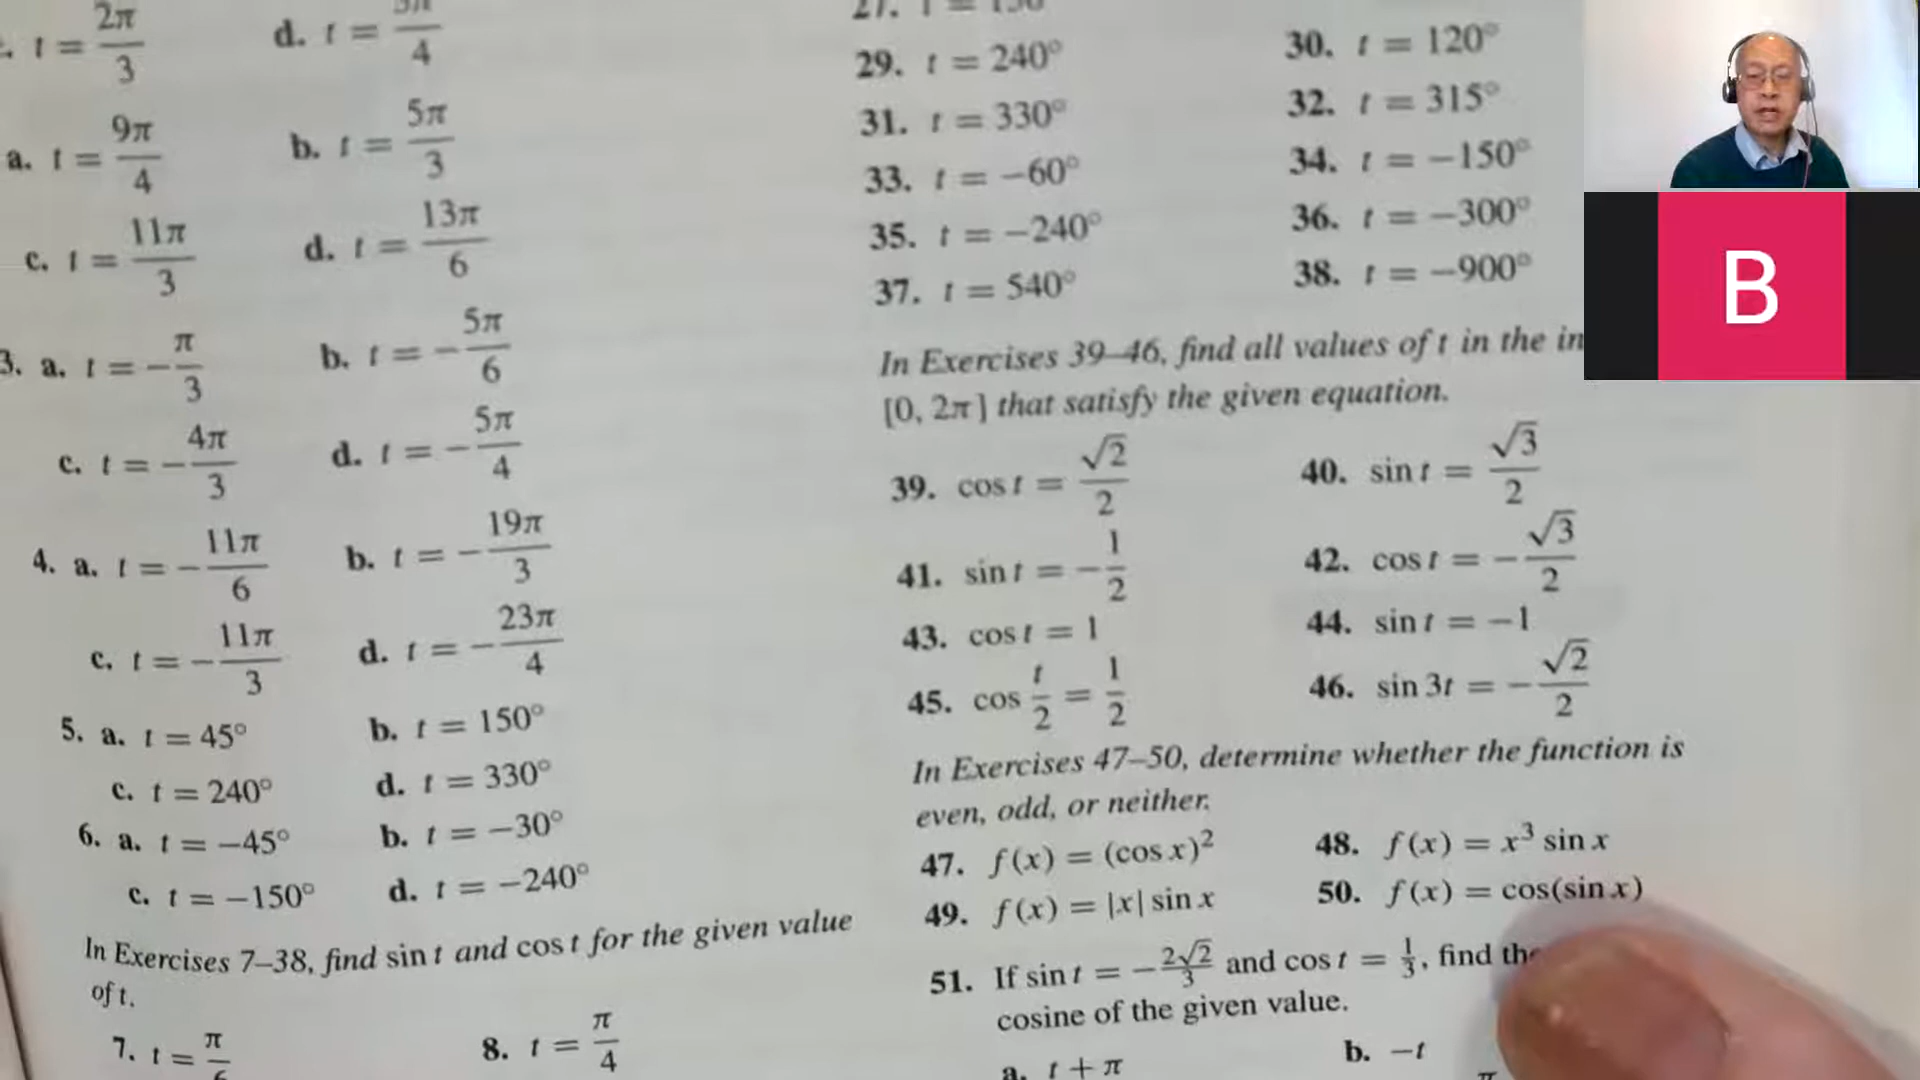 t = 2π/3
d. t = 3π/4
a. t = 9π/4
b. t = 5π/3
c. t = 11π/3
d. t = 13π/6
3. a. t = −π/3
b. t = −5π/6
c. t = −4π/3
d. t = −5π/4
4. a. t = −11π/6
b. t = −19π/3
c. t = −11π/3
d. t = −23π/4
5. a. t = 45°
b. t = 150°
c. t = 240°
d. t = 330°
6. a. t = −45°
b. t = −30°
c. t = −150°
d. t = −240°
In Exercises 7–38, find sin t and cos t for the given value
of t.
7. t = π/6
8. t = π/4
29. t = 240°
30. t = 120°
31. t = 330°
32. t = 315°
33. t = −60°
34. t = −150°
35. t = −240°
36. t = −300°
37. t = 540°
38. t = −900°
In Exercises 39–46, find all values of t in the
[0, 2π] that satisfy the given equation.
39. cos t = √2/2
40. sin t = √3/2
41. sin t = −1/2
42. cos t = −√3/2
43. cos t = 1
44. sin t = −1
45. cos t/2 = 1/2
46. sin 3t = −√2/2
In Exercises 47–50, determine whether the function is
even, odd, or neither.
47. f(x) = (cos x)²
48. f(x) = x³ sin x
49. f(x) = |x| sin x
50. f(x) = cos(sin x)
51. If sin t = −2√2/3 and cos t = 1/3, find the
cosine of the given value.
a. t + π
b. −t
B